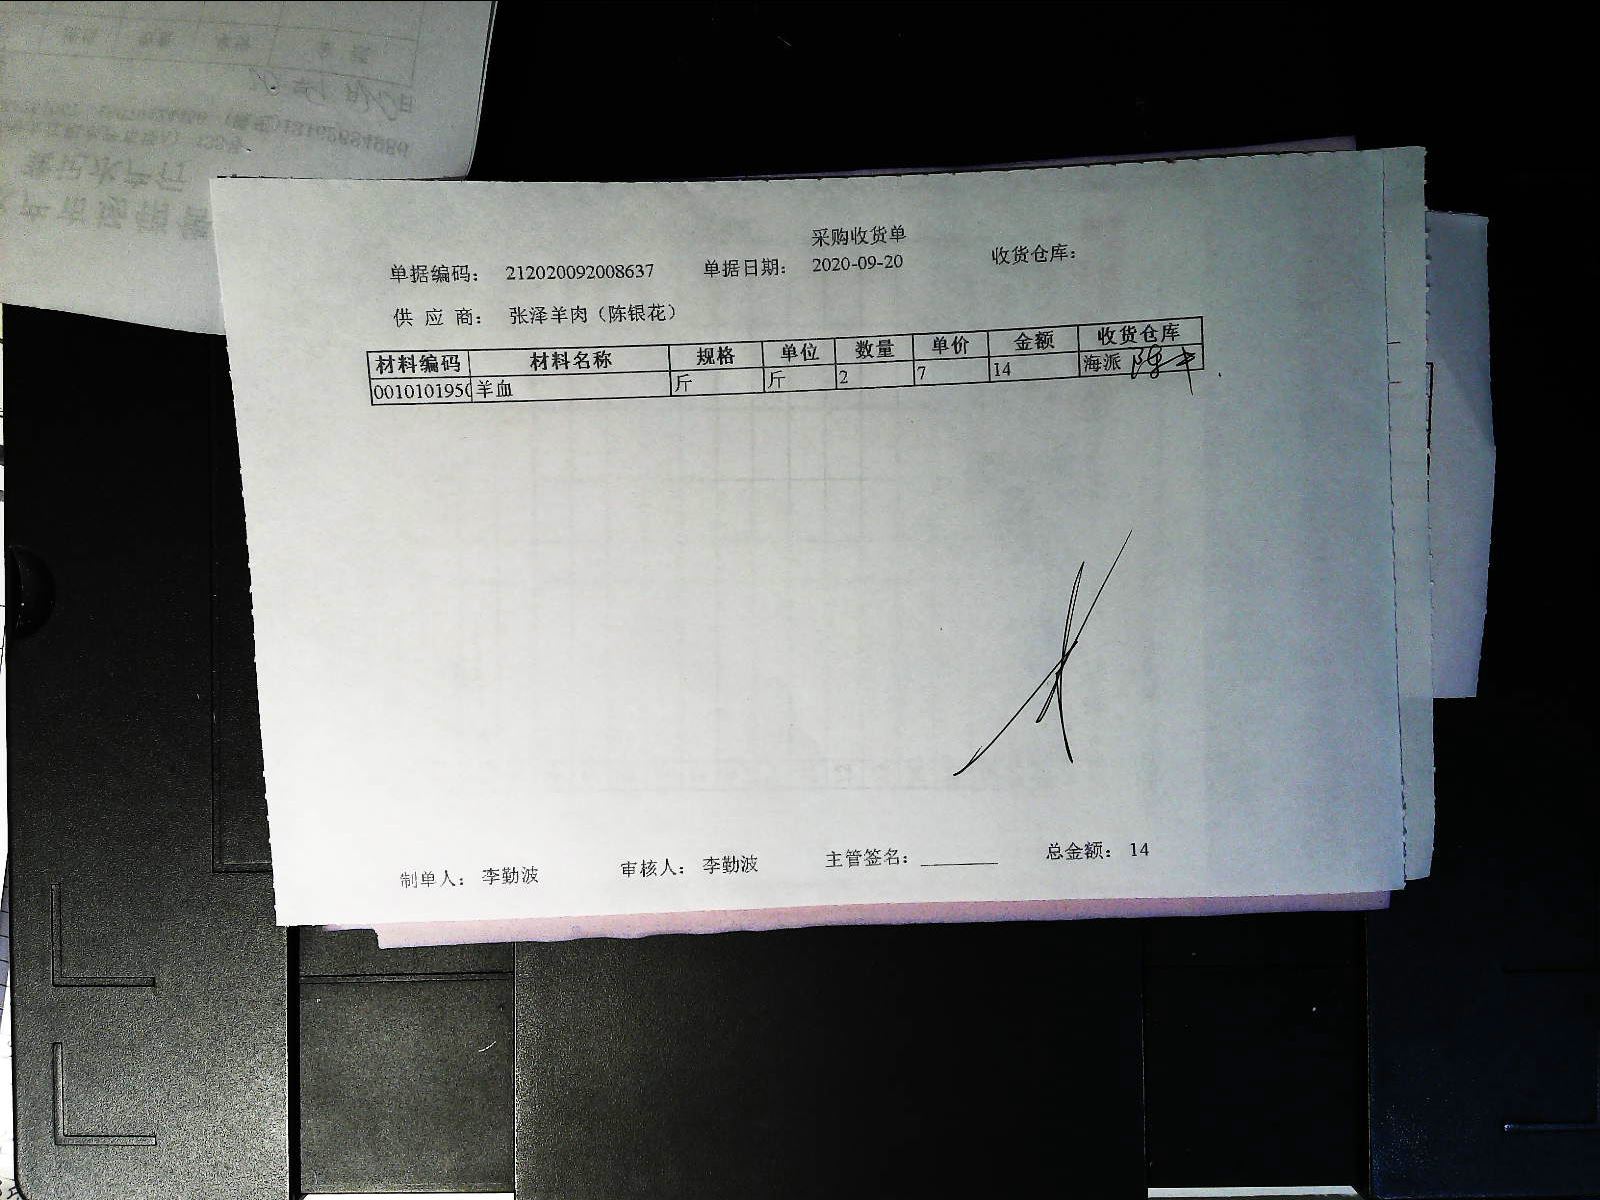 采购收货单
单据编码： 212020092008637 单据日期： 2020-09-20 收货仓库：
供 应 商： 张泽羊肉（陈银花）
材料编码 材料名称 规格 单位 数量 单价 金额 收货仓库
001010195 羊血 斤 斤 2 7 14 海派
制单人： 李勤波 审核人： 李勤波 主管签名： 总金额： 14